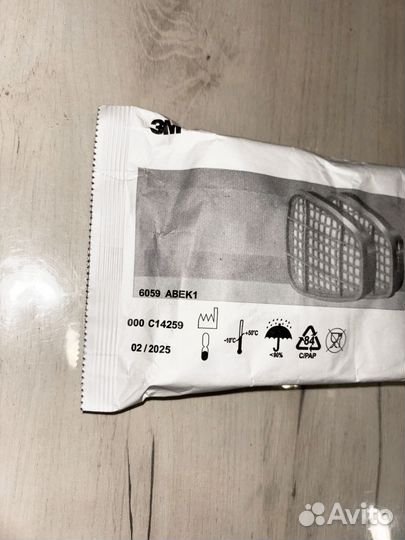 3M
6059 ABEK1
000 C14259
02 / 2025
-10°C +50°C
<90%
84
C/PAP
Avito